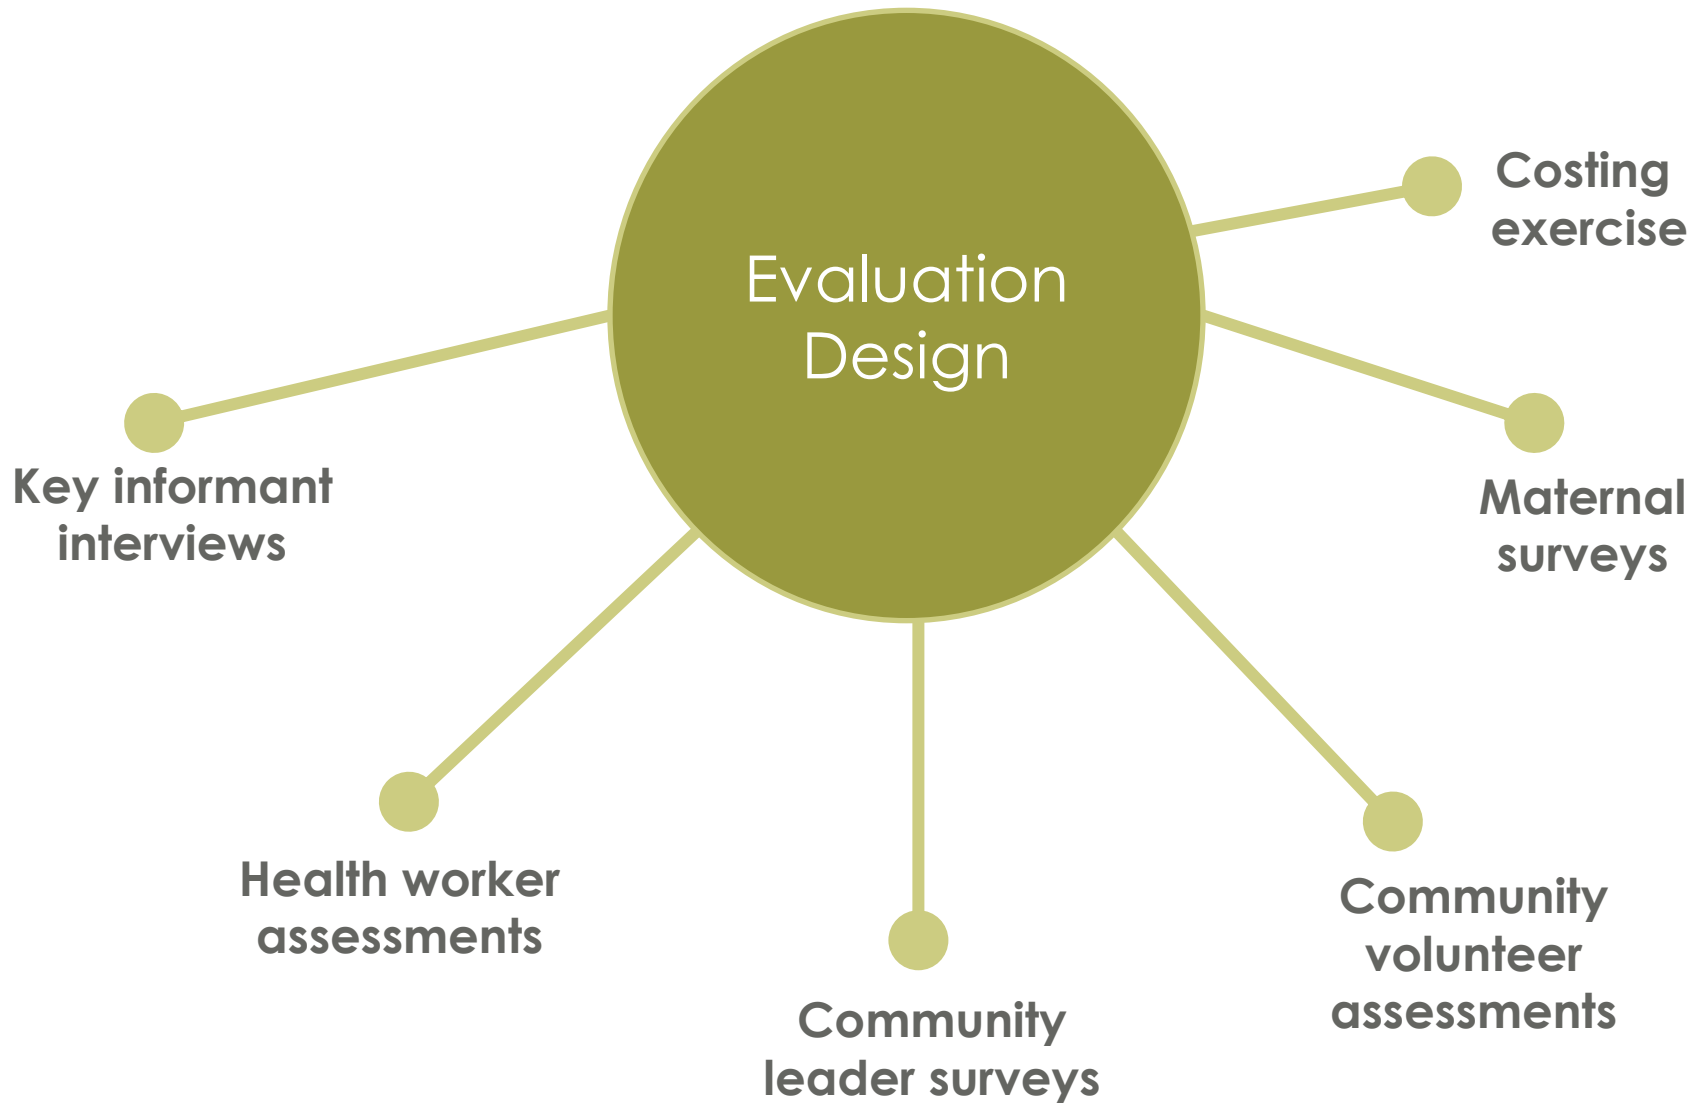 Evaluation
Design
Costing
exercise
Key informant
interviews
Maternal
surveys
Health worker
assessments
Community
volunteer
assessments
Community
leader surveys